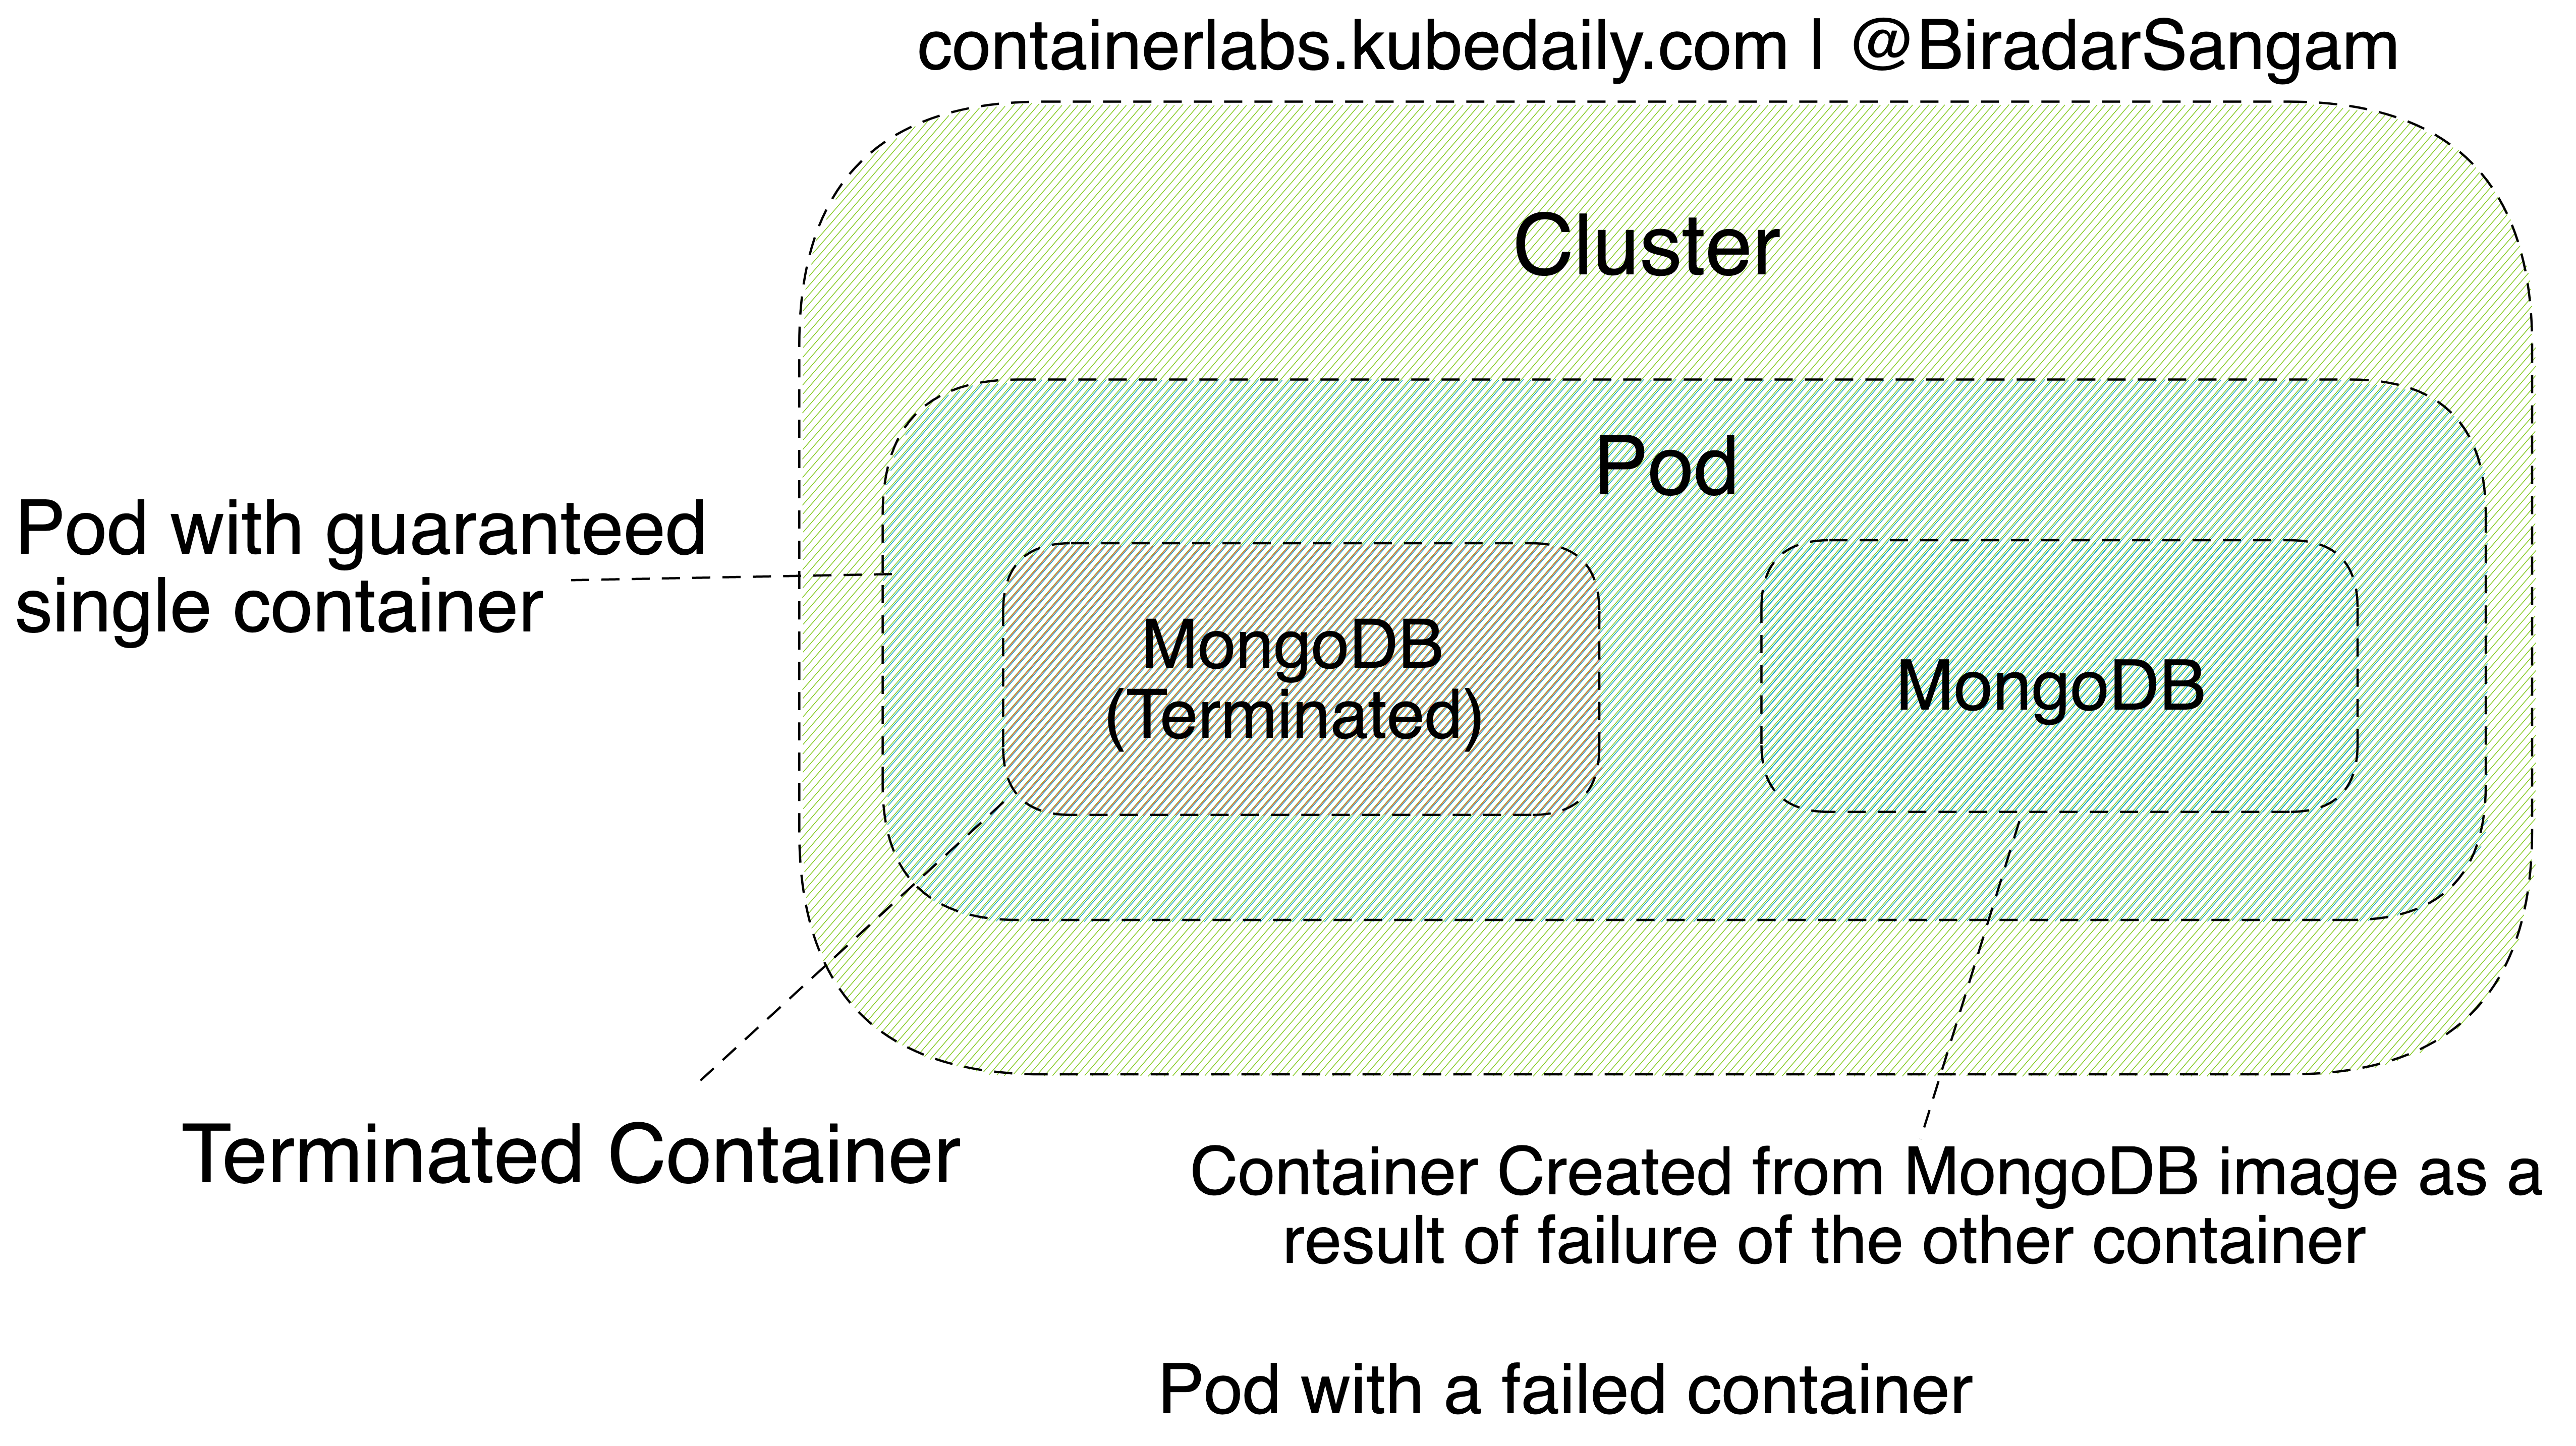 containerlabs.kubedaily.com | @BiradarSangam
Cluster
Pod
Pod with guaranteed
single container
MongoDB
(Terminated)
MongoDB
Terminated Container
Container Created from MongoDB image as a
result of failure of the other container
Pod with a failed container